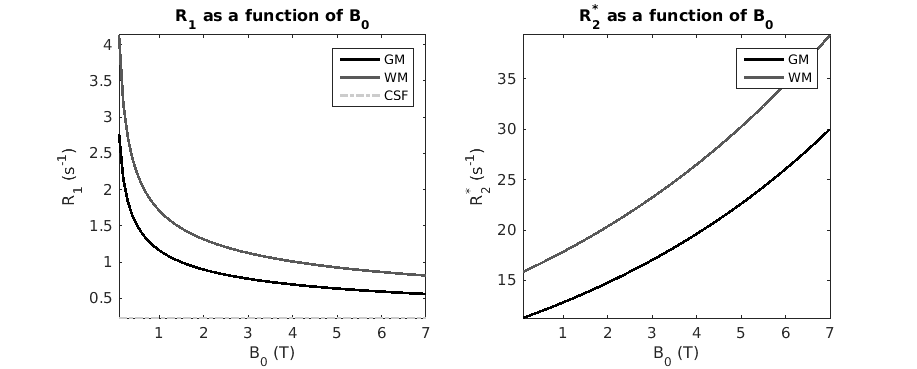 R1 as a function of B0
4
3.5
3
2.5
2
1.5
1
0.5
R1 (s-1)
GM
WM
CSF
1 2 3 4 5 6 7
B0 (T)
R2* as a function of B0
35
30
25
20
15
R2* (s-1)
GM
WM
1 2 3 4 5 6 7
B0 (T)